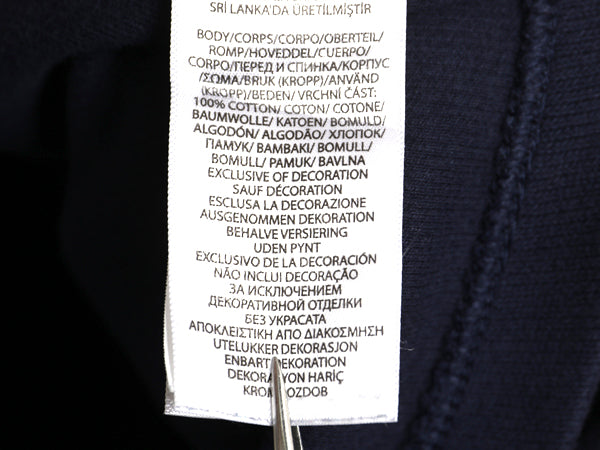 SRİ LANKA'DA ÜRETİLMİŞTİR
BODY/CORPS/CORPO/OBERTEIL/
ROMP/HOVEDDEL/CUERPO/
CORPO/ПЕРЕД И СПИНКА/КОРПУС
/ΣΩΜΑ/BRUK (KROPP)/ANVÄND
(KROPP)/BEDEN/ VRCHNÍ ČÁST:
100% COTTON/ COTON/ COTONE/
BAUMWOLLE/ KATOEN/ BOMULD/
ALGODÓN/ ALGODÃO/ ХЛОПОК/
ПАМУК/ ΒΑΜΒΑΚΙ/ BOMULL/
BOMULL/ PAMUK/ BAVLNA
EXCLUSIVE OF DECORATION
SAUF DÉCORATION
ESCLUSA LA DECORAZIONE
AUSGENOMMEN DEKORATION
BEHALVE VERSIERING
UDEN PYNT
EXCLUSIVO DE LA DECORACIÓN
NÃO INCLUI DECORAÇÃO
ЗА ИСКЛЮЧЕНИЕМ
ДЕКОРАТИВНОЙ ОТДЕЛКИ
БЕЗ УКРАСАТА
ΑΠΟΚΛΕΙΣΤΙΚΗ ΑΠΟ ΔΙΑΚΟΣΜΗΣΗ
UTELUKKER DEKORASJON
ENBART DEKORATION
DEKORASYON HARİÇ
OZDOB